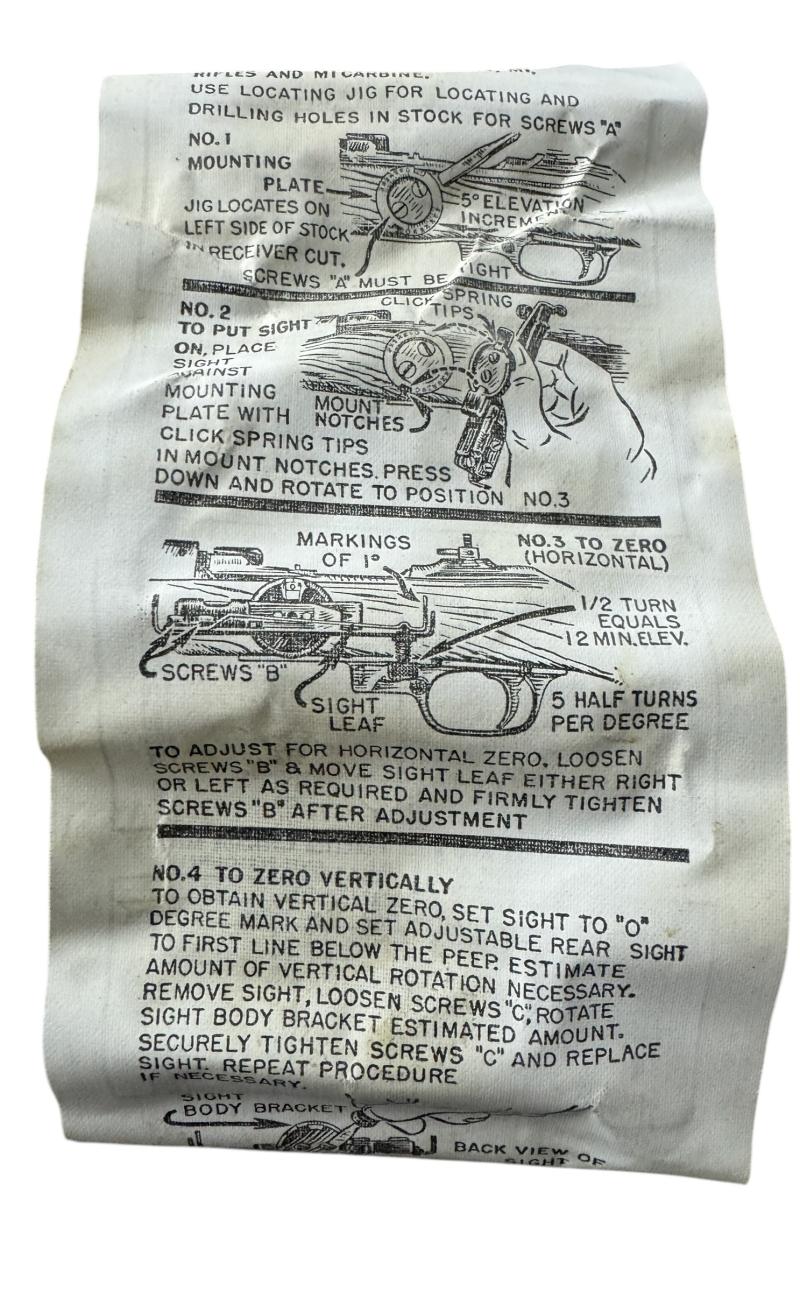 RIFLES AND M1 CARBINE.
USE LOCATING JIG FOR LOCATING AND
DRILLING HOLES IN STOCK FOR SCREWS "A"
NO. 1
MOUNTING
PLATE
JIG LOCATES ON
LEFT SIDE OF STOCK
IN RECEIVER CUT.
5° ELEVATION
INCREMENT
SCREWS "A" MUST BE TIGHT
NO. 2
TO PUT SIGHT
ON, PLACE
SIGHT
AGAINST
MOUNTING
PLATE WITH
CLICK SPRING TIPS
IN MOUNT NOTCHES. PRESS
DOWN AND ROTATE TO POSITION NO.3
CLICK SPRING
TIPS
MOUNT
NOTCHES
MARKINGS
OF 1°
NO.3 TO ZERO
(HORIZONTAL)
1/2 TURN
EQUALS
12 MIN.ELEV.
SCREWS "B"
SIGHT
LEAF
5 HALF TURNS
PER DEGREE
TO ADJUST FOR HORIZONTAL ZERO, LOOSEN
SCREWS "B" & MOVE SIGHT LEAF EITHER RIGHT
OR LEFT AS REQUIRED AND FIRMLY TIGHTEN
SCREWS "B" AFTER ADJUSTMENT
NO.4 TO ZERO VERTICALLY
TO OBTAIN VERTICAL ZERO, SET SIGHT TO "0"
DEGREE MARK AND SET ADJUSTABLE REAR SIGHT
TO FIRST LINE BELOW THE PEEP. ESTIMATE
AMOUNT OF VERTICAL ROTATION NECESSARY.
REMOVE SIGHT, LOOSEN SCREWS "C", ROTATE
SIGHT BODY BRACKET ESTIMATED AMOUNT.
SECURELY TIGHTEN SCREWS "C" AND REPLACE
SIGHT. REPEAT PROCEDURE
IF NECESSARY.
SIGHT
BODY BRACKET
BACK VIEW OF
SIGHT